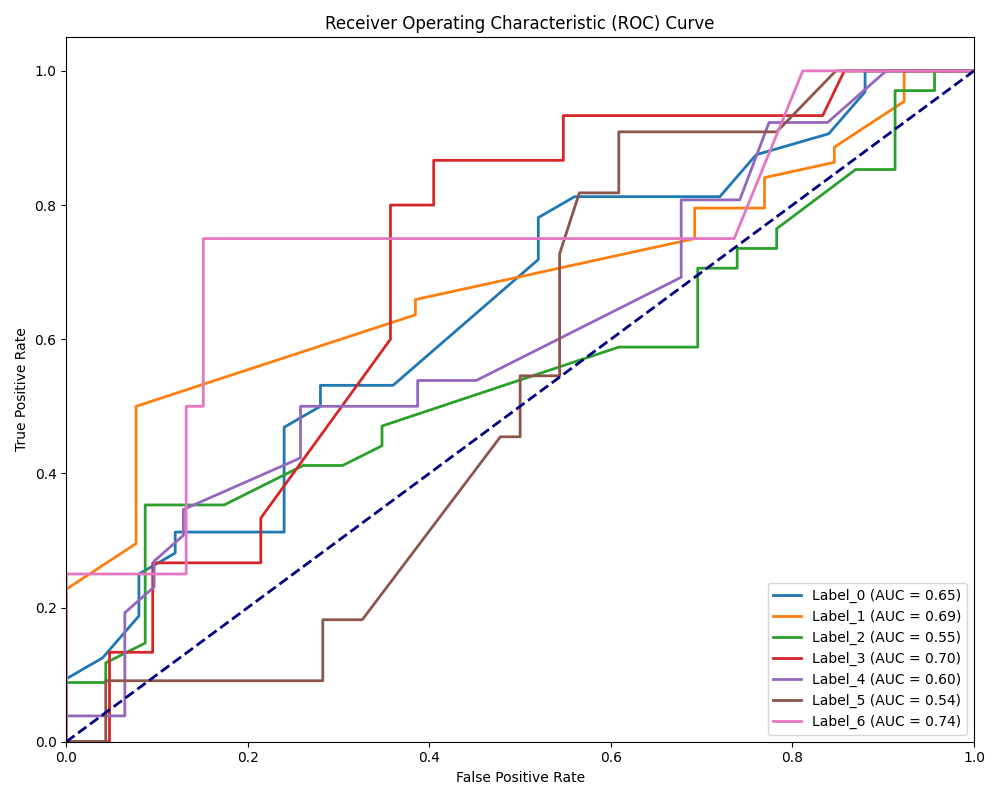 Receiver Operating Characteristic (ROC) Curve
True Positive Rate
1.0
0.8
0.6
0.4
0.2
0.0
Label_0 (AUC = 0.65)
Label_1 (AUC = 0.69)
Label_2 (AUC = 0.55)
Label_3 (AUC = 0.70)
Label_4 (AUC = 0.60)
Label_5 (AUC = 0.54)
Label_6 (AUC = 0.74)
0.0 0.2 0.4 0.6 0.8 1.0
False Positive Rate